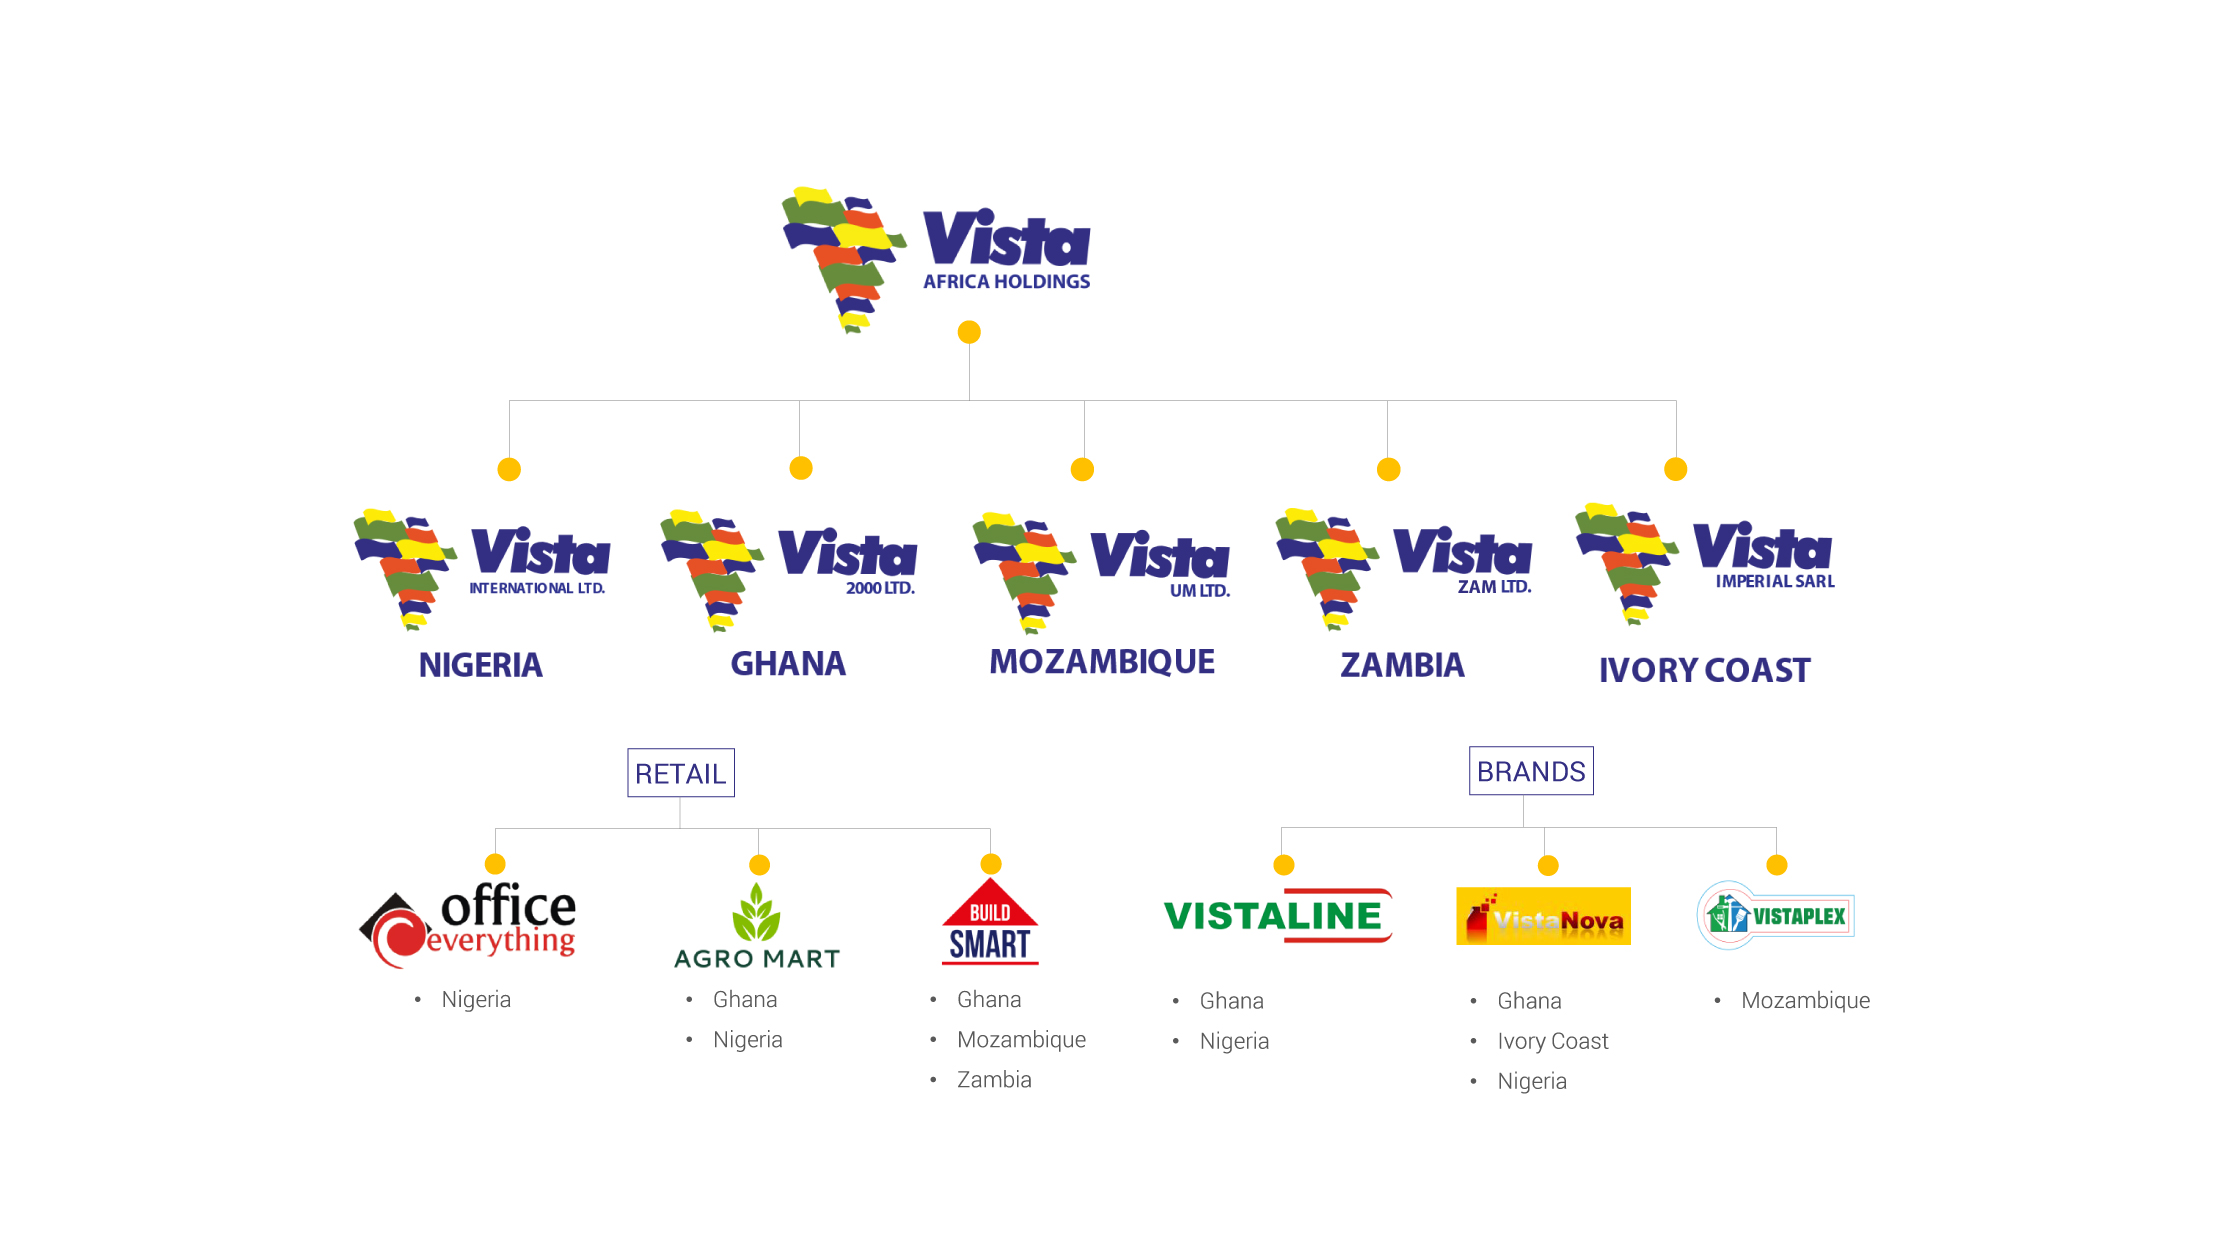 Vista
AFRICA HOLDINGS
Vista
INTERNATIONAL LTD.
NIGERIA
Vista
2000 LTD.
GHANA
Vista
UM LTD.
MOZAMBIQUE
Vista
ZAM LTD.
ZAMBIA
Vista
IMPERIAL SARL
IVORY COAST
RETAIL
office
everything
• Nigeria
AGRO MART
• Ghana
• Nigeria
BUILD
SMART
• Ghana
• Mozambique
• Zambia
BRANDS
VISTALINE
• Ghana
• Nigeria
VistaNova
• Ghana
• Ivory Coast
• Nigeria
VISTAPLEX
• Mozambique